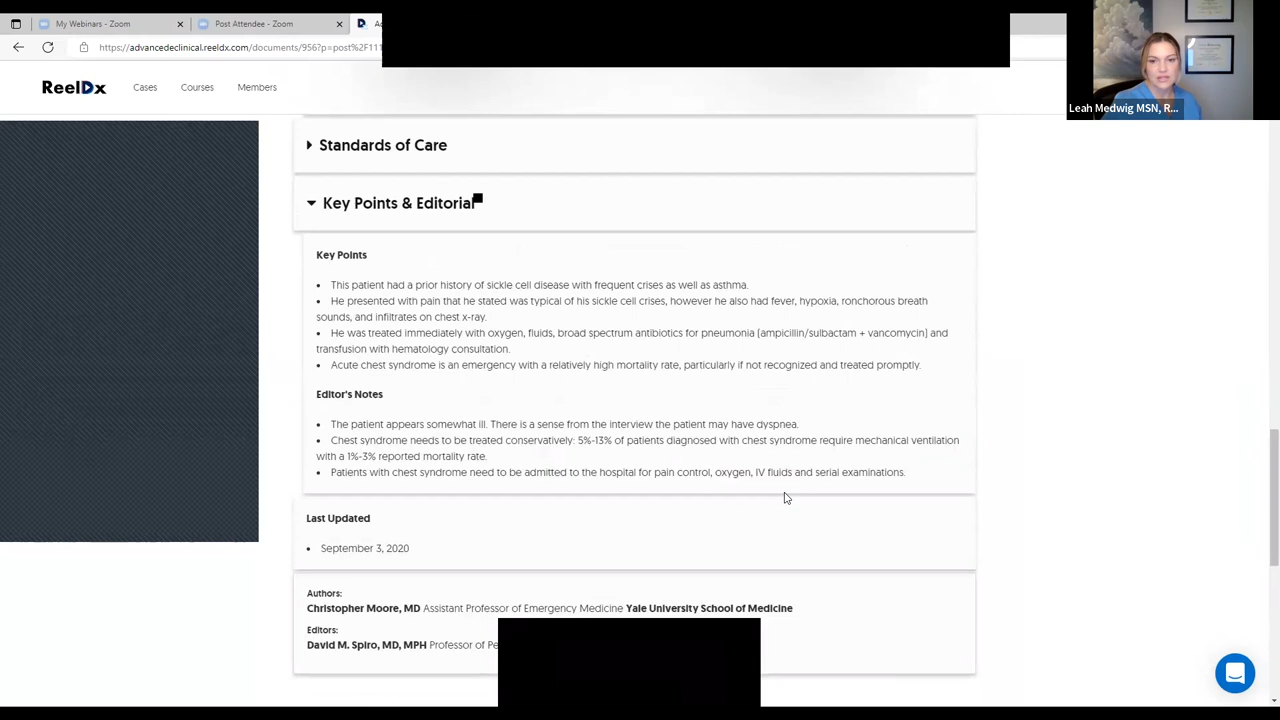 My Webinars - Zoom
Post Attendee - Zoom
https://advancedeclinical.reeldx.com/documents/956?p=post%2F111
Leah Medwig MSN, R...
ReelDx
Cases
Courses
Members
Standards of Care
Key Points & Editorial
Key Points
• This patient had a prior history of sickle cell disease with frequent crises as well as asthma.
• He presented with pain that he stated was typical of his sickle cell crises, however he also had fever, hypoxia, ronchorous breath
sounds, and infiltrates on chest x-ray.
• He was treated immediately with oxygen, fluids, broad spectrum antibiotics for pneumonia (ampicillin/sulbactam + vancomycin) and
transfusion with hematology consultation.
• Acute chest syndrome is an emergency with a relatively high mortality rate, particularly if not recognized and treated promptly.
Editor's Notes
• The patient appears somewhat ill. There is a sense from the interview the patient may have dyspnea.
• Chest syndrome needs to be treated conservatively: 5%-13% of patients diagnosed with chest syndrome require mechanical ventilation
with a 1%-3% reported mortality rate.
• Patients with chest syndrome need to be admitted to the hospital for pain control, oxygen, IV fluids and serial examinations.
Last Updated
• September 3, 2020
Authors:
Christopher Moore, MD Assistant Professor of Emergency Medicine Yale University School of Medicine
Editors:
David M. Spiro, MD, MPH Professor of